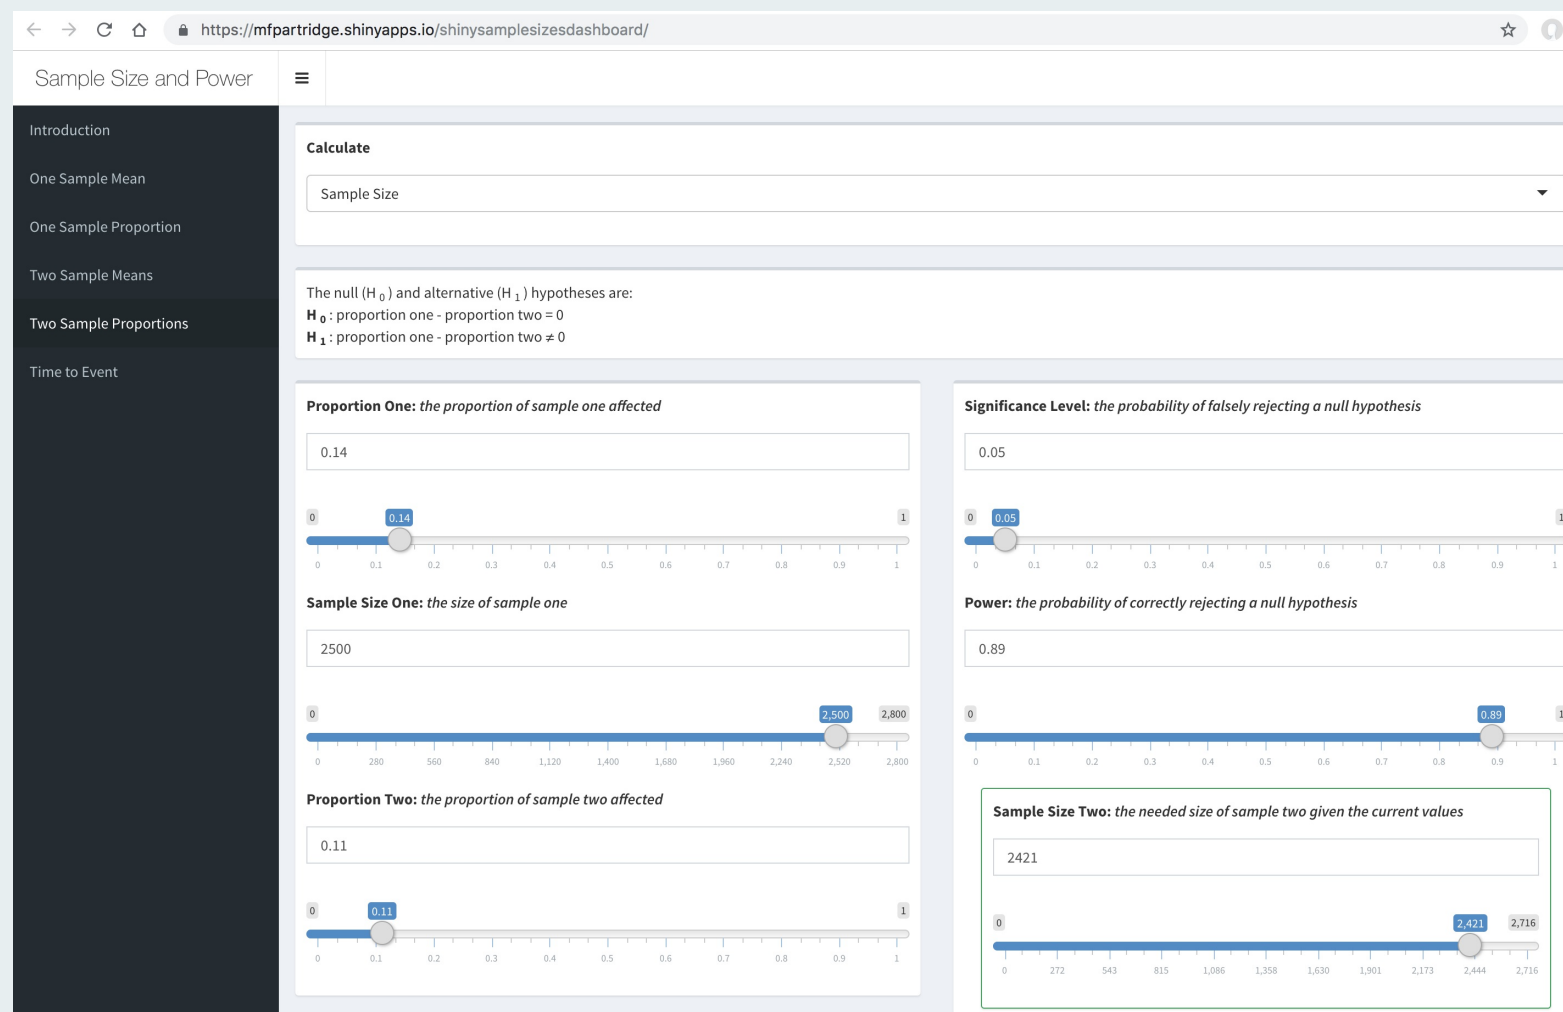 https://mfpartridge.shinyapps.io/shinysamplesizesdashboard/
Sample Size and Power
Introduction
One Sample Mean
One Sample Proportion
Two Sample Means
Two Sample Proportions
Time to Event
Calculate
Sample Size
The null (H 0 ) and alternative (H 1 ) hypotheses are:
H 0 : proportion one - proportion two = 0
H 1 : proportion one - proportion two ≠ 0
Proportion One: the proportion of sample one affected
0.14
0 0.14 1
0 0.1 0.2 0.3 0.4 0.5 0.6 0.7 0.8 0.9 1
Sample Size One: the size of sample one
2500
0 2,500 2,800
0 280 560 840 1,120 1,400 1,680 1,960 2,240 2,520 2,800
Proportion Two: the proportion of sample two affected
0.11
0 0.11 1
0 0.1 0.2 0.3 0.4 0.5 0.6 0.7 0.8 0.9 1
Significance Level: the probability of falsely rejecting a null hypothesis
0.05
0 0.05 1
0 0.1 0.2 0.3 0.4 0.5 0.6 0.7 0.8 0.9 1
Power: the probability of correctly rejecting a null hypothesis
0.89
0 0.89 1
0 0.1 0.2 0.3 0.4 0.5 0.6 0.7 0.8 0.9 1
Sample Size Two: the needed size of sample two given the current values
2421
0 2,421 2,716
0 272 543 815 1,086 1,358 1,630 1,901 2,173 2,444 2,716